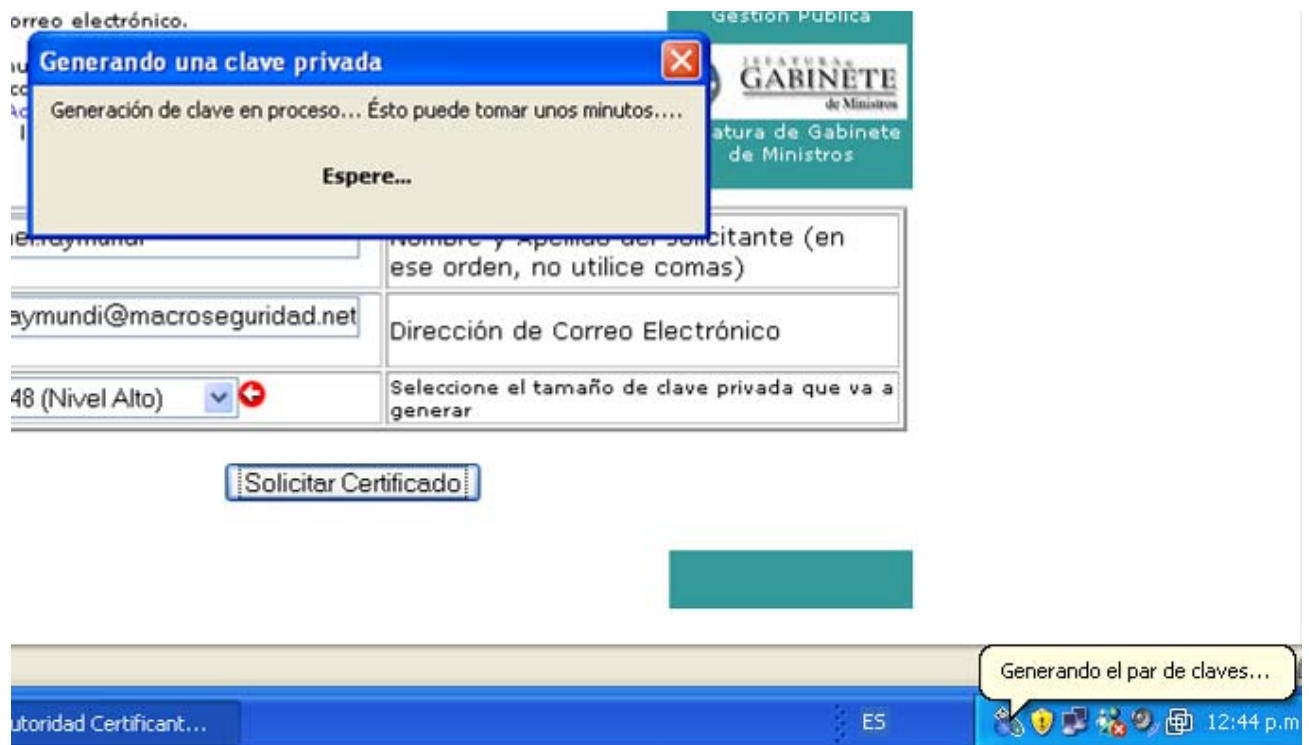 orreo electrónico.
Gestión Pública
Generando una clave privada
Generación de clave en proceso... Ésto puede tomar unos minutos....
Espere...
JEFATURA DE
GABINETE
de Ministros
atura de Gabinete
de Ministros
Nombre y Apellido del Solicitante (en
ese orden, no utilice comas)
aymundi@macroseguridad.net
Dirección de Correo Electrónico
48 (Nivel Alto)
Seleccione el tamaño de clave privada que va a
generar
Solicitar Certificado
Generando el par de claves...
utoridad Certificant...
ES
12:44 p.m